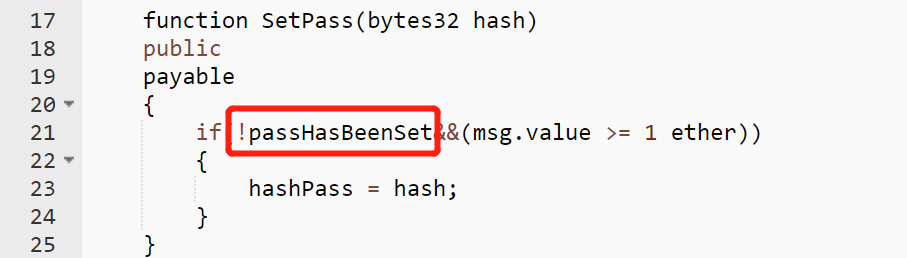 17 function SetPass(bytes32 hash)
18 public
19 payable
20 {
21 if(!passHasBeenSet&&(msg.value >= 1 ether))
22 {
23 hashPass = hash;
24 }
25 }